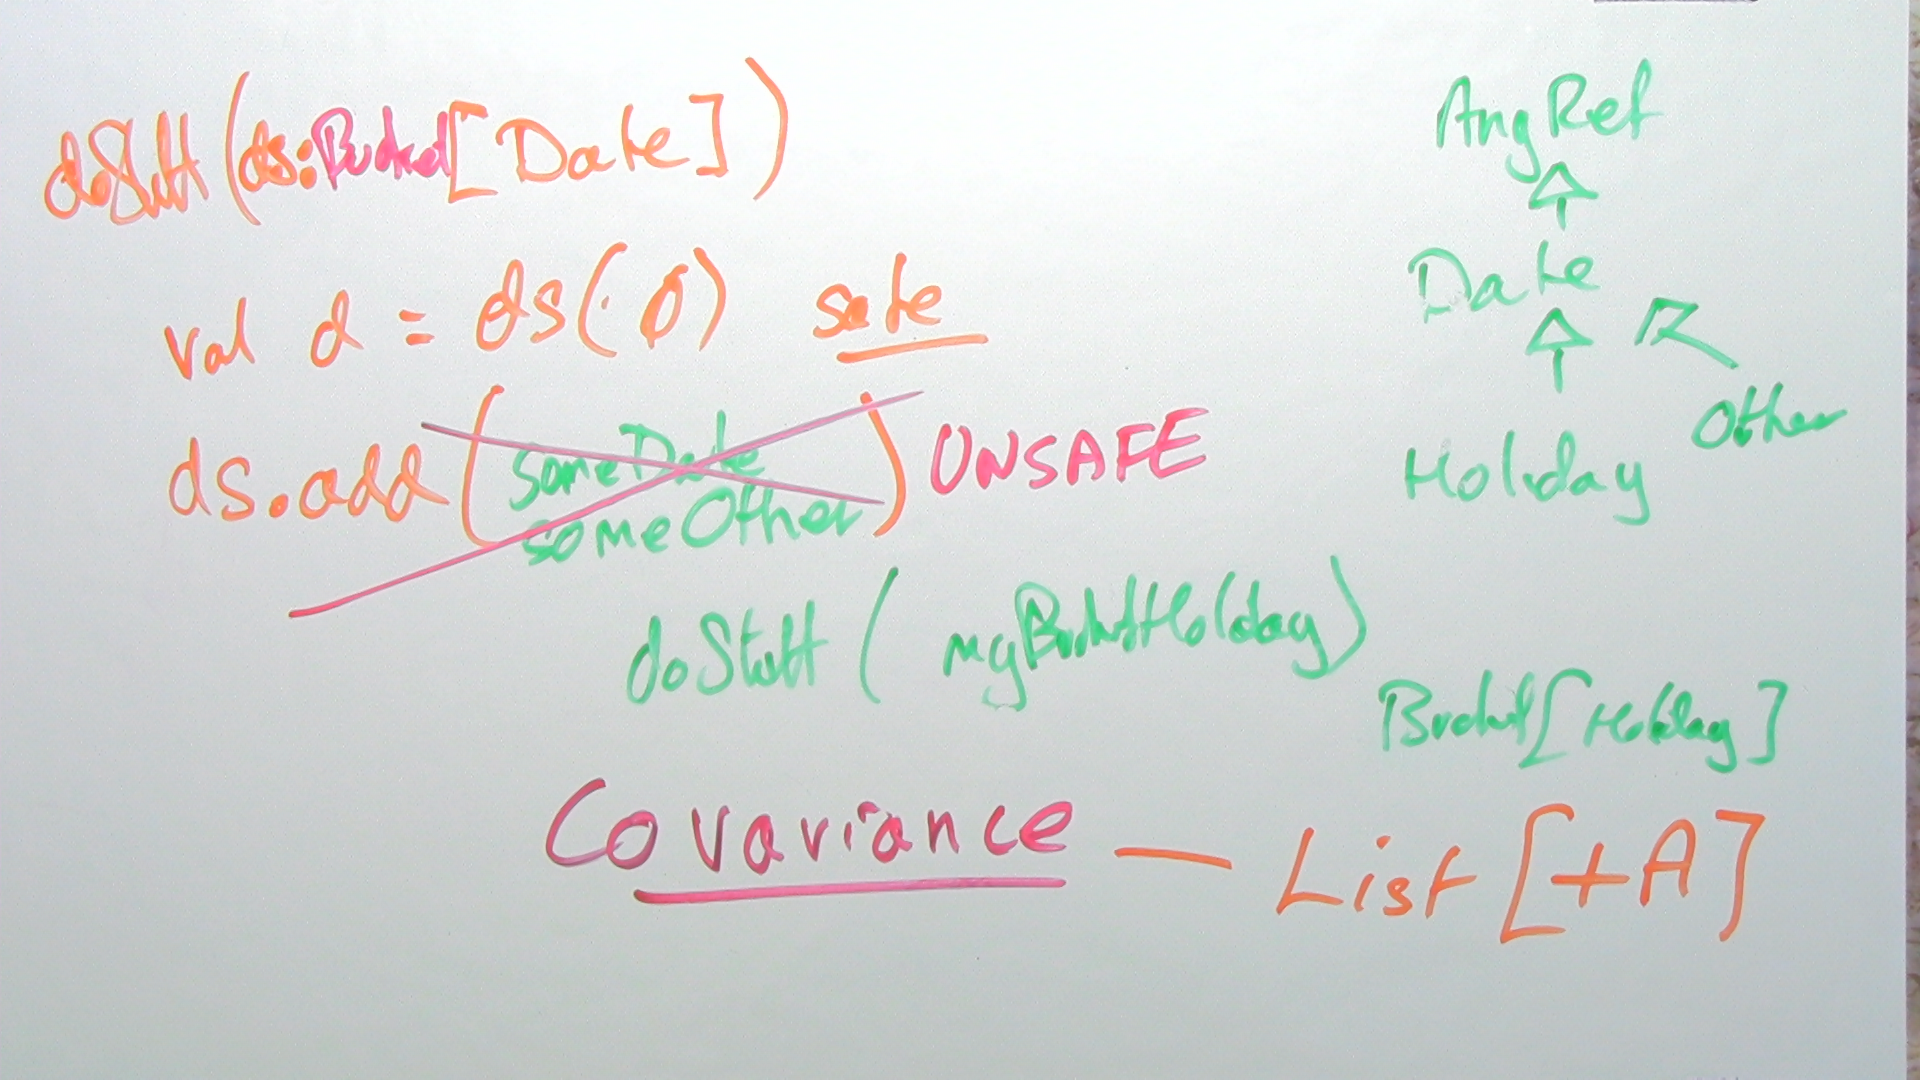 doStuff(ds:Bucket[Date])
val d = ds(0) safe
ds.add(someDate
someOther) UNSAFE
doStuff(myBucketHoliday)
Bucket[Holiday]
Covariance — List[+A]
AnyRef
Date
Other
Holiday